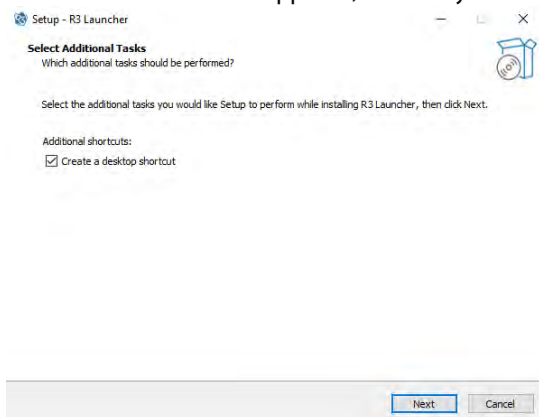 Setup - R3 Launcher
Select Additional Tasks
Which additional tasks should be performed?
Select the additional tasks you would like Setup to perform while installing R3 Launcher, then click Next.
Additional shortcuts:
Create a desktop shortcut
Next Cancel